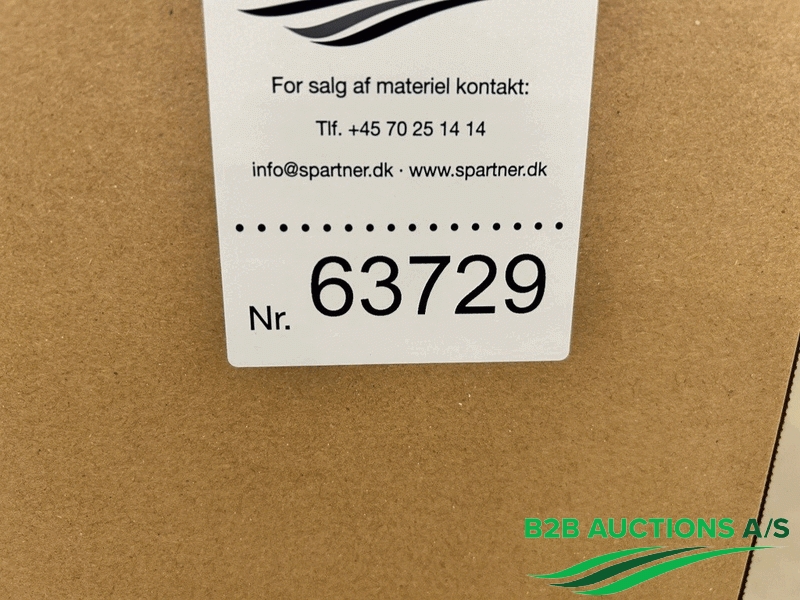 For salg af materiel kontakt:
Tlf. +45 70 25 14 14
info@spartner.dk · www.spartner.dk
Nr. 63729
B2B AUCTIONS A/S